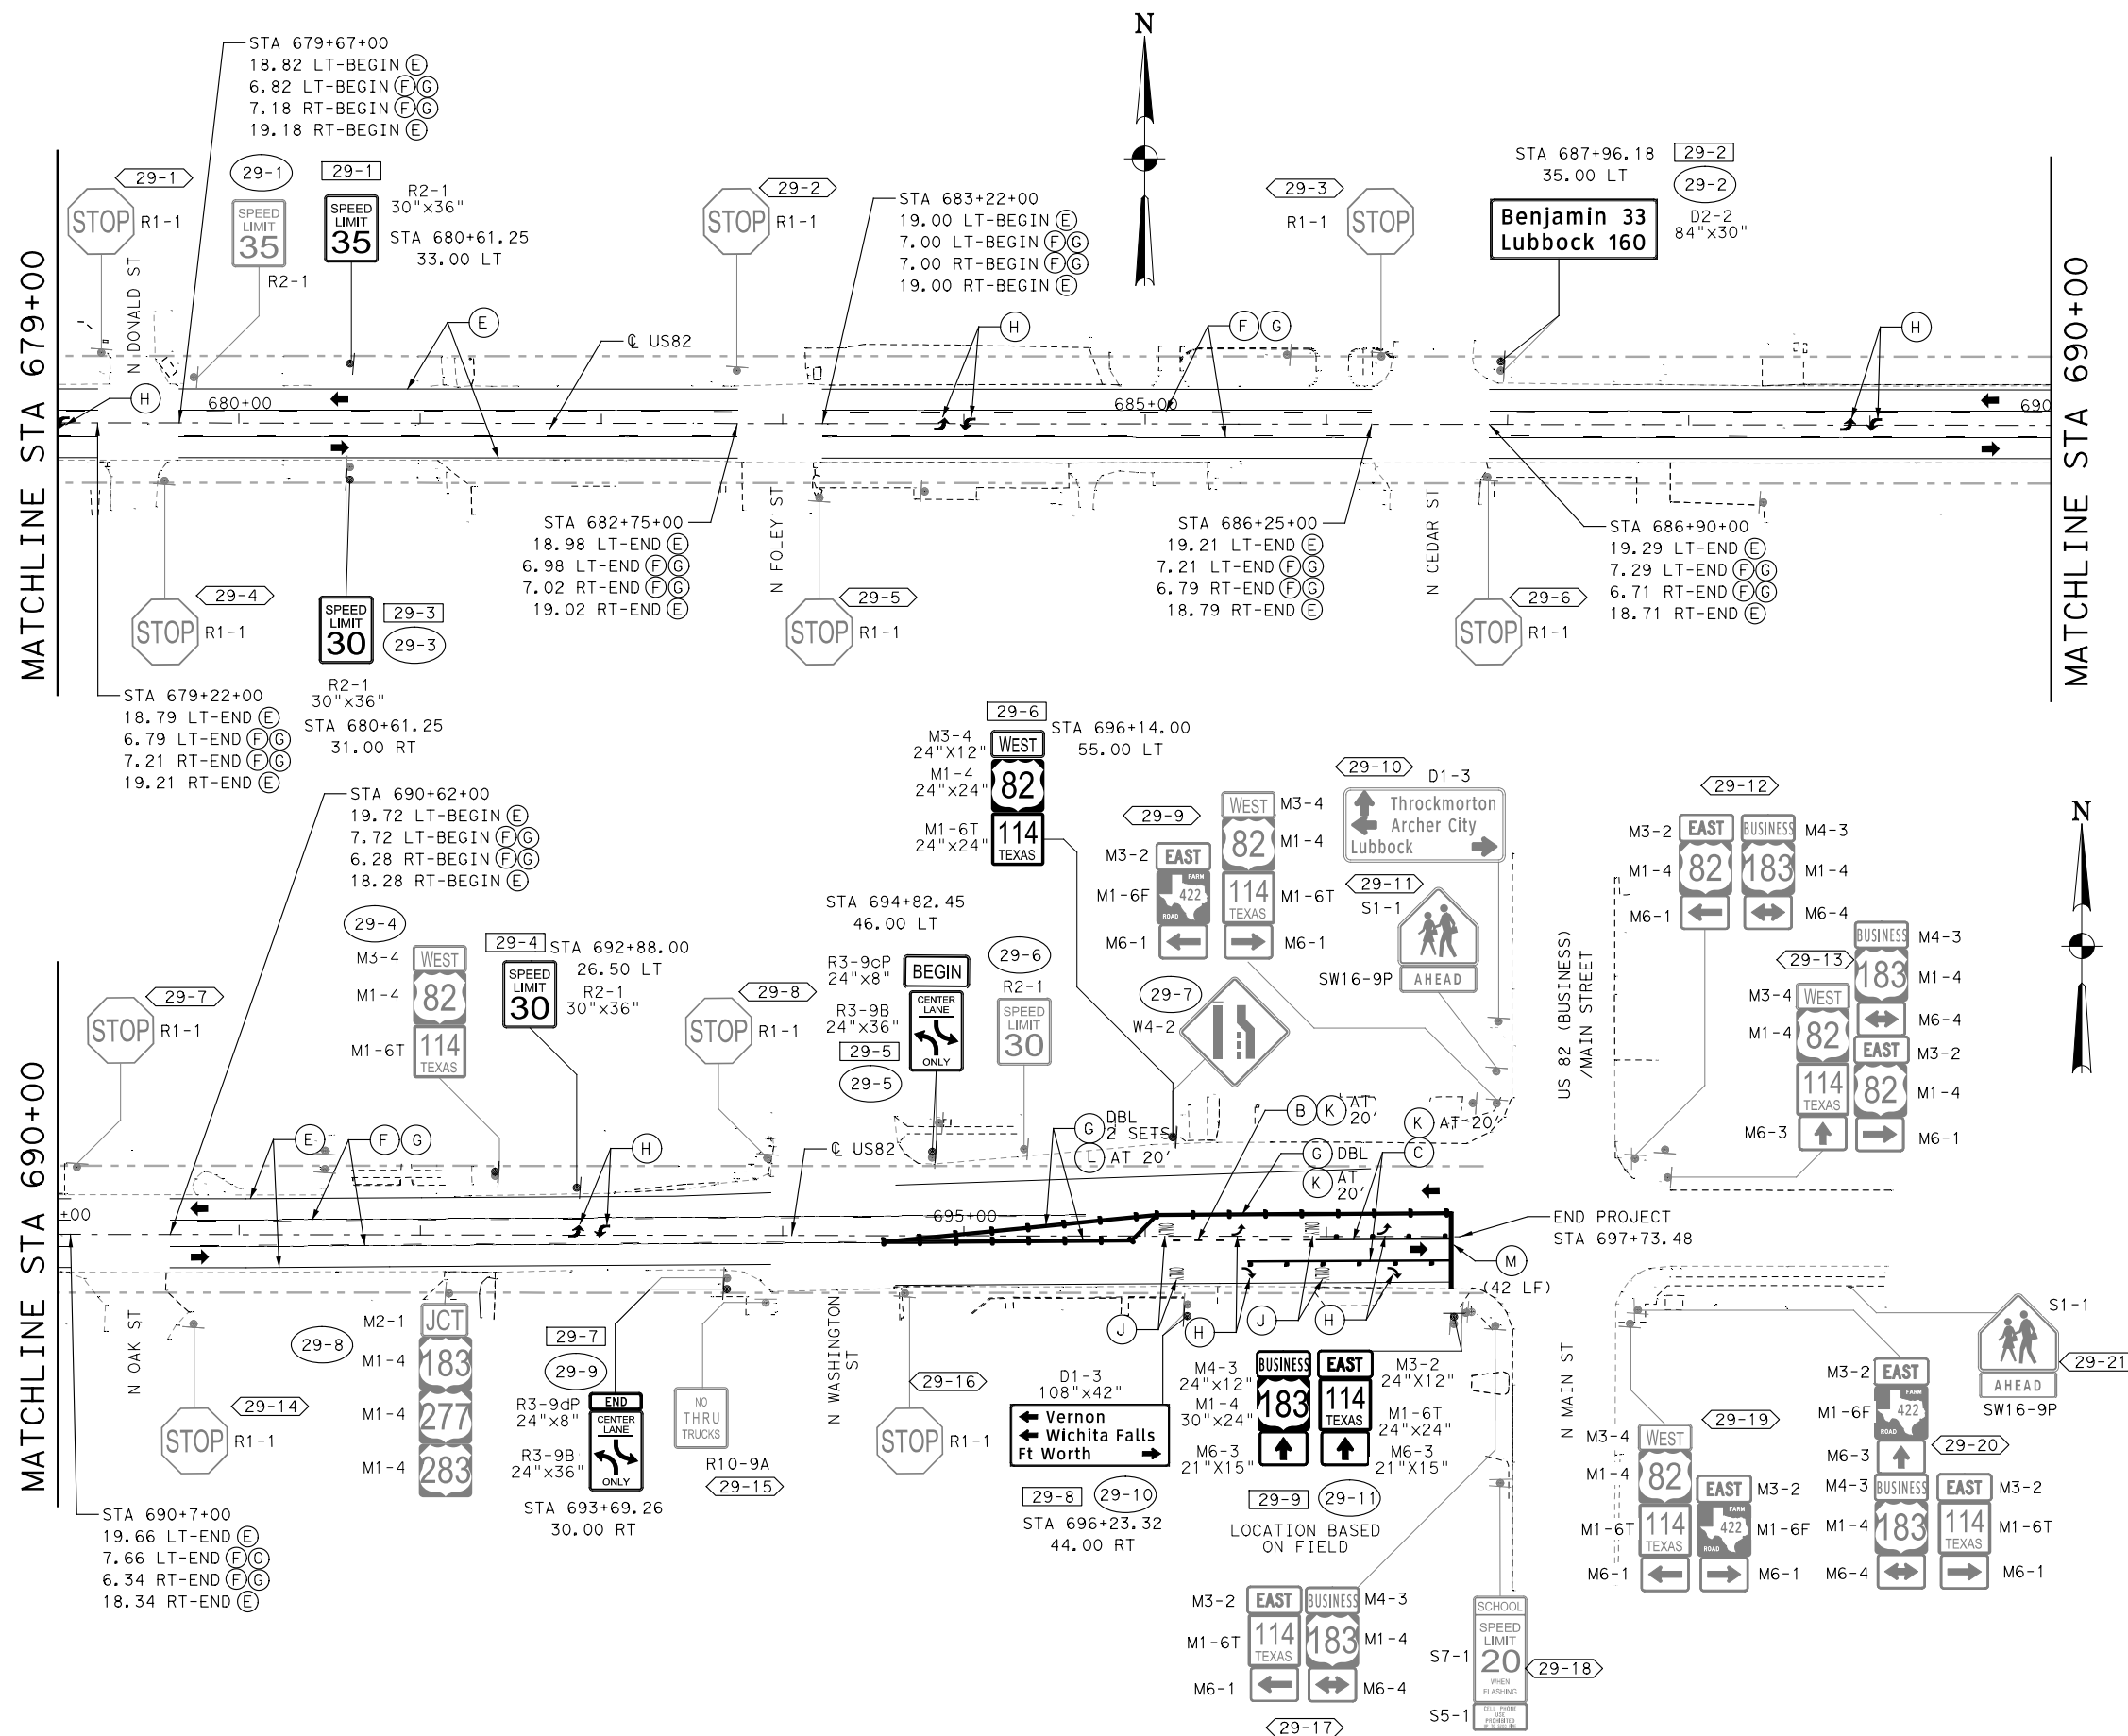 N
STA 679+67+00
18.82 LT-BEGIN E
6.82 LT-BEGIN F G
7.18 RT-BEGIN F G
19.18 RT-BEGIN E
MATCHLINE STA 679+00
29-1
STOP
R1-1
N DONALD ST
29-1
SPEED
LIMIT
35
R2-1
29-1
SPEED
LIMIT
35
R2-1
30"x36"
STA 680+61.25
33.00 LT
29-2
STOP
R1-1
STA 683+22+00
19.00 LT-BEGIN E
7.00 LT-BEGIN F G
7.00 RT-BEGIN F G
19.00 RT-BEGIN E
29-3
STOP
R1-1
STA 687+96.18
35.00 LT
29-2
29-2
D2-2
84"x30"
Benjamin 33
Lubbock 160
MATCHLINE STA 690+00
H
E
℄ US82
H
F G
H
680+00
685+00
690
29-4
STOP
R1-1
SPEED
LIMIT
30
29-3
29-3
R2-1
30"x36"
STA 680+61.25
31.00 RT
STA 682+75+00
18.98 LT-END E
6.98 LT-END F G
7.02 RT-END F G
19.02 RT-END E
N FOLEY ST
29-5
STOP
R1-1
STA 686+25+00
19.21 LT-END E
7.21 LT-END F G
6.79 RT-END F G
18.79 RT-END E
N CEDAR ST
29-6
STOP
R1-1
STA 686+90+00
19.29 LT-END E
7.29 LT-END F G
6.71 RT-END F G
18.71 RT-END E
STA 679+22+00
18.79 LT-END E
6.79 LT-END F G
7.21 RT-END F G
19.21 RT-END E
MATCHLINE STA 690+00
STA 690+62+00
19.72 LT-BEGIN E
7.72 LT-BEGIN F G
6.28 RT-BEGIN F G
18.28 RT-BEGIN E
29-7
STOP
R1-1
29-4
M3-4
WEST
M1-4
82
M1-6T
114
TEXAS
29-4
STA 692+88.00
26.50 LT
SPEED
LIMIT
30
R2-1
30"x36"
29-8
STOP
R1-1
STA 694+82.45
46.00 LT
R3-9cP
24"x8"
BEGIN
R3-9B
24"x36"
CENTER
LANE
ONLY
29-5
29-5
29-6
R2-1
SPEED
LIMIT
30
29-6
STA 696+14.00
55.00 LT
M3-4
24"X12"
WEST
M1-4
24"x24"
82
M1-6T
24"x24"
114
TEXAS
29-9
M3-2
EAST
M1-6F
FARM
422
ROAD
M6-1
WEST
M3-4
82
M1-4
114
TEXAS
M1-6T
M6-1
29-10
D1-3
Throckmorton
Archer City
Lubbock
29-11
S1-1
SW16-9P
AHEAD
29-7
W4-2
US 82 (BUSINESS)
/MAIN STREET
29-12
M3-2
EAST
BUSINESS
M4-3
M1-4
82
183
M1-4
M6-1
M6-4
29-13
BUSINESS
M4-3
183
M1-4
M3-4
WEST
M6-4
M1-4
82
EAST
M3-2
114
TEXAS
82
M1-4
M6-3
M6-1
N
E
F G
H
℄ US82
G
DBL
2 SETS
L AT 20'
B K AT
20'
G DBL
K AT
20'
K AT 20'
C
+00
695+00
ONLY
ONLY
ONLY
ONLY
END PROJECT
STA 697+73.48
M
(42 LF)
J
H
J
H
N OAK ST
29-14
STOP
R1-1
29-8
M2-1
JCT
M1-4
183
M1-4
277
M1-4
283
29-7
29-9
R3-9dP
24"x8"
END
R3-9B
24"x36"
CENTER
LANE
ONLY
STA 693+69.26
30.00 RT
NO
THRU
TRUCKS
R10-9A
29-15
N WASHINGTON
ST
29-16
STOP
R1-1
D1-3
108"x42"
Vernon
Wichita Falls
Ft Worth
29-8
29-10
STA 696+23.32
44.00 RT
M4-3
24"x12"
BUSINESS
M1-4
30"x24"
183
EAST
M3-2
24"X12"
114
TEXAS
M1-6T
24"x24"
M6-3
21"X15"
M6-3
21"X15"
29-9
29-11
LOCATION BASED
ON FIELD
N MAIN ST
M3-2
EAST
BUSINESS
M4-3
M1-6T
114
TEXAS
183
M1-4
M6-1
M6-4
29-17
SCHOOL
SPEED
LIMIT
20
WHEN
FLASHING
S7-1
29-18
S5-1
CELL PHONE
USE
PROHIBITED
29-19
M3-4
WEST
M1-4
82
M1-6T
114
TEXAS
M6-1
EAST
M3-2
FARM
422
ROAD
M1-6F
M6-1
M3-2
EAST
M1-6F
FARM
422
ROAD
M6-3
29-20
M4-3
BUSINESS
EAST
M3-2
M1-4
183
114
TEXAS
M1-6T
M6-4
M6-1
S1-1
29-21
AHEAD
SW16-9P
STA 690+7+00
19.66 LT-END E
7.66 LT-END F G
6.34 RT-END F G
18.34 RT-END E